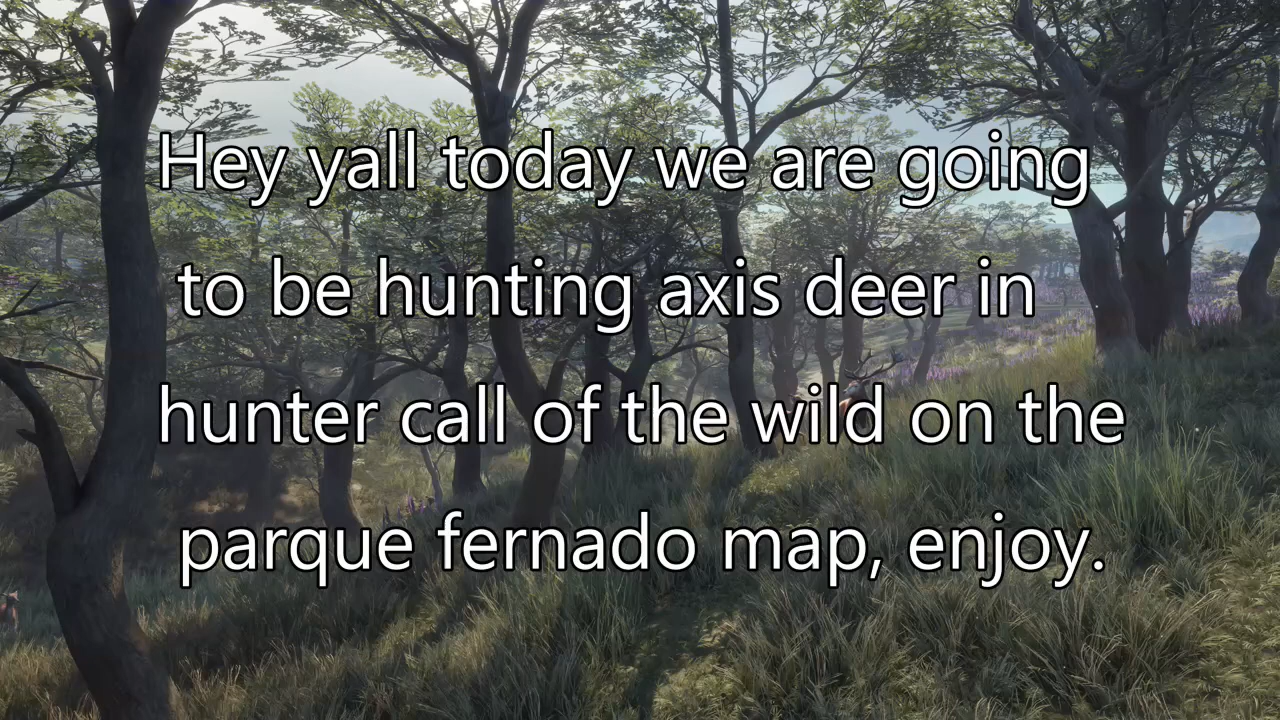 Hey yall today we are going
to be hunting axis deer in
hunter call of the wild on the
parque fernado map, enjoy.